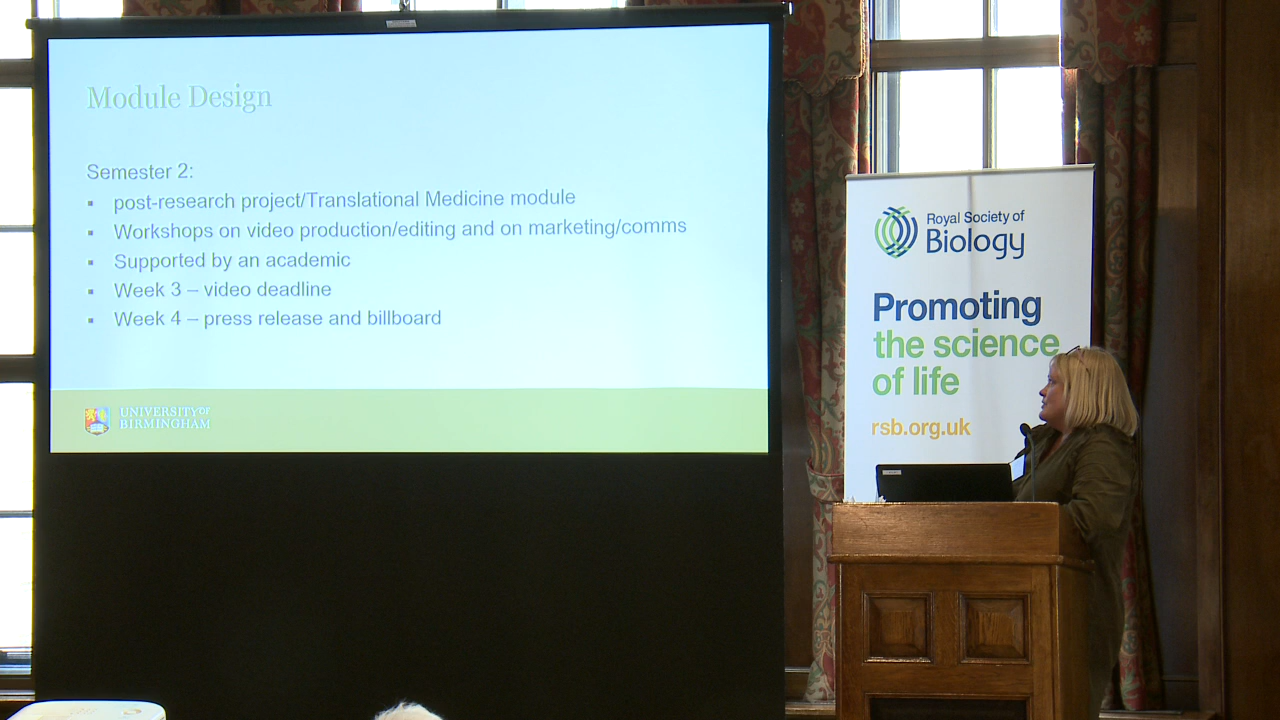 Module Design
Semester 2:
▪ post-research project/Translational Medicine module
▪ Workshops on video production/editing and on marketing/comms
▪ Supported by an academic
▪ Week 3 – video deadline
▪ Week 4 – press release and billboard
UNIVERSITY OF
BIRMINGHAM
Royal Society of
Biology
Promoting
the science
of life
rsb.org.uk